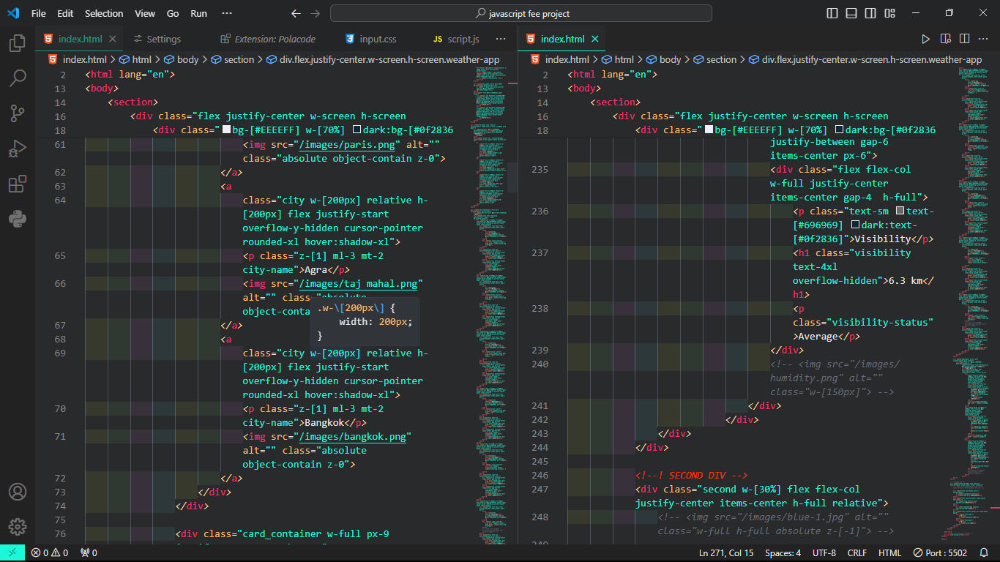 File Edit Selection View Go Run ··· javascript fee project
index.html Settings Extension: Polacode input.css JS script.js ···
index.html > html > body > section > div.flex.justify-center.w-screen.h-screen.weather-app
2 <html lang="en">
13 <body>
14 <section>
16 <div class="flex justify-center w-screen h-screen
18 <div class="bg-[#EEEEFF] w-[70%] dark:bg-[#0f2836
61 <img src="/images/paris.png" alt=""
class="absolute object-contain z-0">
62 </a>
63 <a
64 class="city w-[200px] relative h-
[200px] flex justify-start
overflow-y-hidden cursor-pointer
rounded-xl hover:shadow-xl">
65 <p class="z-[1] ml-3 mt-2
city-name">Agra</p>
66 <img src="/images/taj mahal.png"
alt="" class="absolute
object-conta
.w-\[200px\] {
width: 200px;
}
67 </a>
68 <a
69 class="city w-[200px] relative h-
[200px] flex justify-start
overflow-y-hidden cursor-pointer
rounded-xl hover:shadow-xl">
70 <p class="z-[1] ml-3 mt-2
city-name">Bangkok</p>
71 <img src="/images/bangkok.png"
alt="" class="absolute
object-contain z-0">
72 </a>
73 </div>
74 </div>
75
76 <div class="card_container w-full px-9
index.html
index.html > html > body > section > div.flex.justify-center.w-screen.h-screen.weather-app
2 <html lang="en">
13 <body>
14 <section>
16 <div class="flex justify-center w-screen h-screen
18 <div class="bg-[#EEEEFF] w-[70%] dark:bg-[#0f2836
justify-between gap-6
items-center px-6">
235 <div class="flex flex-col
w-full justify-center
items-center gap-4  h-full">
236 <p class="text-sm text-
[#696969] dark:text-
[#0f2836]">Visibility</p>
237 <h1 class="visibility
text-4xl
overflow-hidden">6.3 km</
h1>
238 <p
class="visibility-status"
>Average</p>
239 </div>
240 <!-- <img src="/images/
humidity.png" alt=""
class="w-[150px]"> -->
241 </div>
242 </div>
243 </div>
244 </div>
245
246 <!--! SECOND DIV -->
247 <div class="second w-[30%] flex flex-col
justify-center items-center h-full relative">
248 <!-- <img src="/images/blue-1.jpg" alt=""
class="w-full h-full absolute z-[-1]"> -->
0 0 0 Ln 271, Col 15 Spaces: 4 UTF-8 CRLF HTML Port : 5502